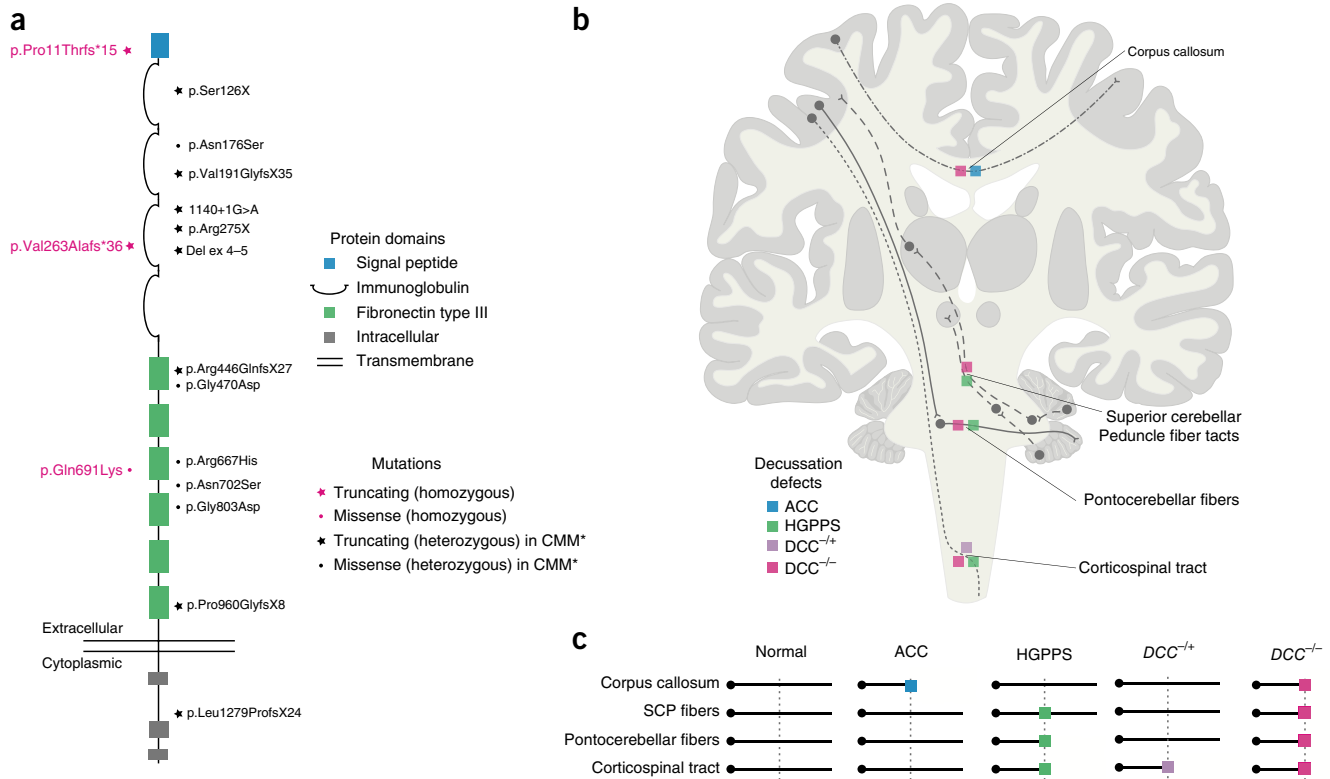 a
p.Pro11Thrfs*15
p.Ser126X
p.Asn176Ser
p.Val191GlyfsX35
1140+1G>A
p.Arg275X
p.Val263Alafs*36
Del ex 4–5
Protein domains
Signal peptide
Immunoglobulin
Fibronectin type III
Intracellular
Transmembrane
p.Arg446GlnfsX27
p.Gly470Asp
p.Arg667His
p.Gln691Lys
p.Asn702Ser
p.Gly803Asp
Mutations
Truncating (homozygous)
Missense (homozygous)
Truncating (heterozygous) in CMM*
Missense (heterozygous) in CMM*
p.Pro960GlyfsX8
Extracellular
Cytoplasmic
p.Leu1279ProfsX24
b
Corpus callosum
Superior cerebellar
Peduncle fiber tacts
Pontocerebellar fibers
Corticospinal tract
Decussation
defects
ACC
HGPPS
DCC–/+
DCC–/–
c
Normal ACC HGPPS DCC–/+ DCC–/–
Corpus callosum
SCP fibers
Pontocerebellar fibers
Corticospinal tract